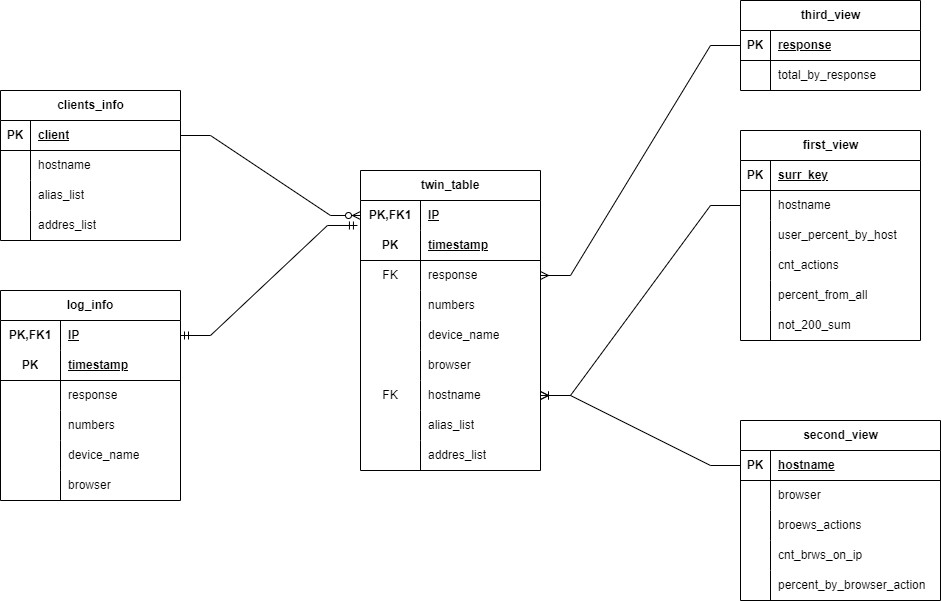 third_view
PK response
total_by_response
clients_info
PK client
hostname
alias_list
addres_list
first_view
PK surr_key
hostname
user_percent_by_host
cnt_actions
percent_from_all
not_200_sum
twin_table
PK,FK1 IP
PK timestamp
FK response
numbers
device_name
browser
FK hostname
alias_list
addres_list
log_info
PK,FK1 IP
PK timestamp
response
numbers
device_name
browser
second_view
PK hostname
browser
broews_actions
cnt_brws_on_ip
percent_by_browser_action